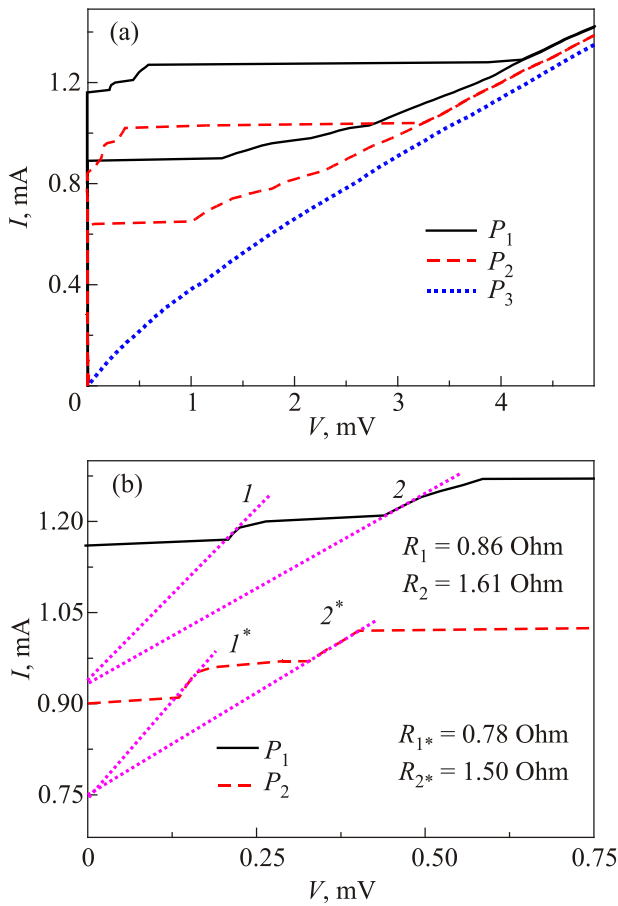 (a)
1.2
0.8
0.4
I, mA
P1
P2
P3
0 1 2 3 4
V, mV
(b)
1 2
1.20
R1 = 0.86 Ohm
R2 = 1.61 Ohm
1.05
2*
1*
I, mA
0.90
P1
P2
R1* = 0.78 Ohm
R2* = 1.50 Ohm
0.75
0 0.25 0.50 0.75
V, mV